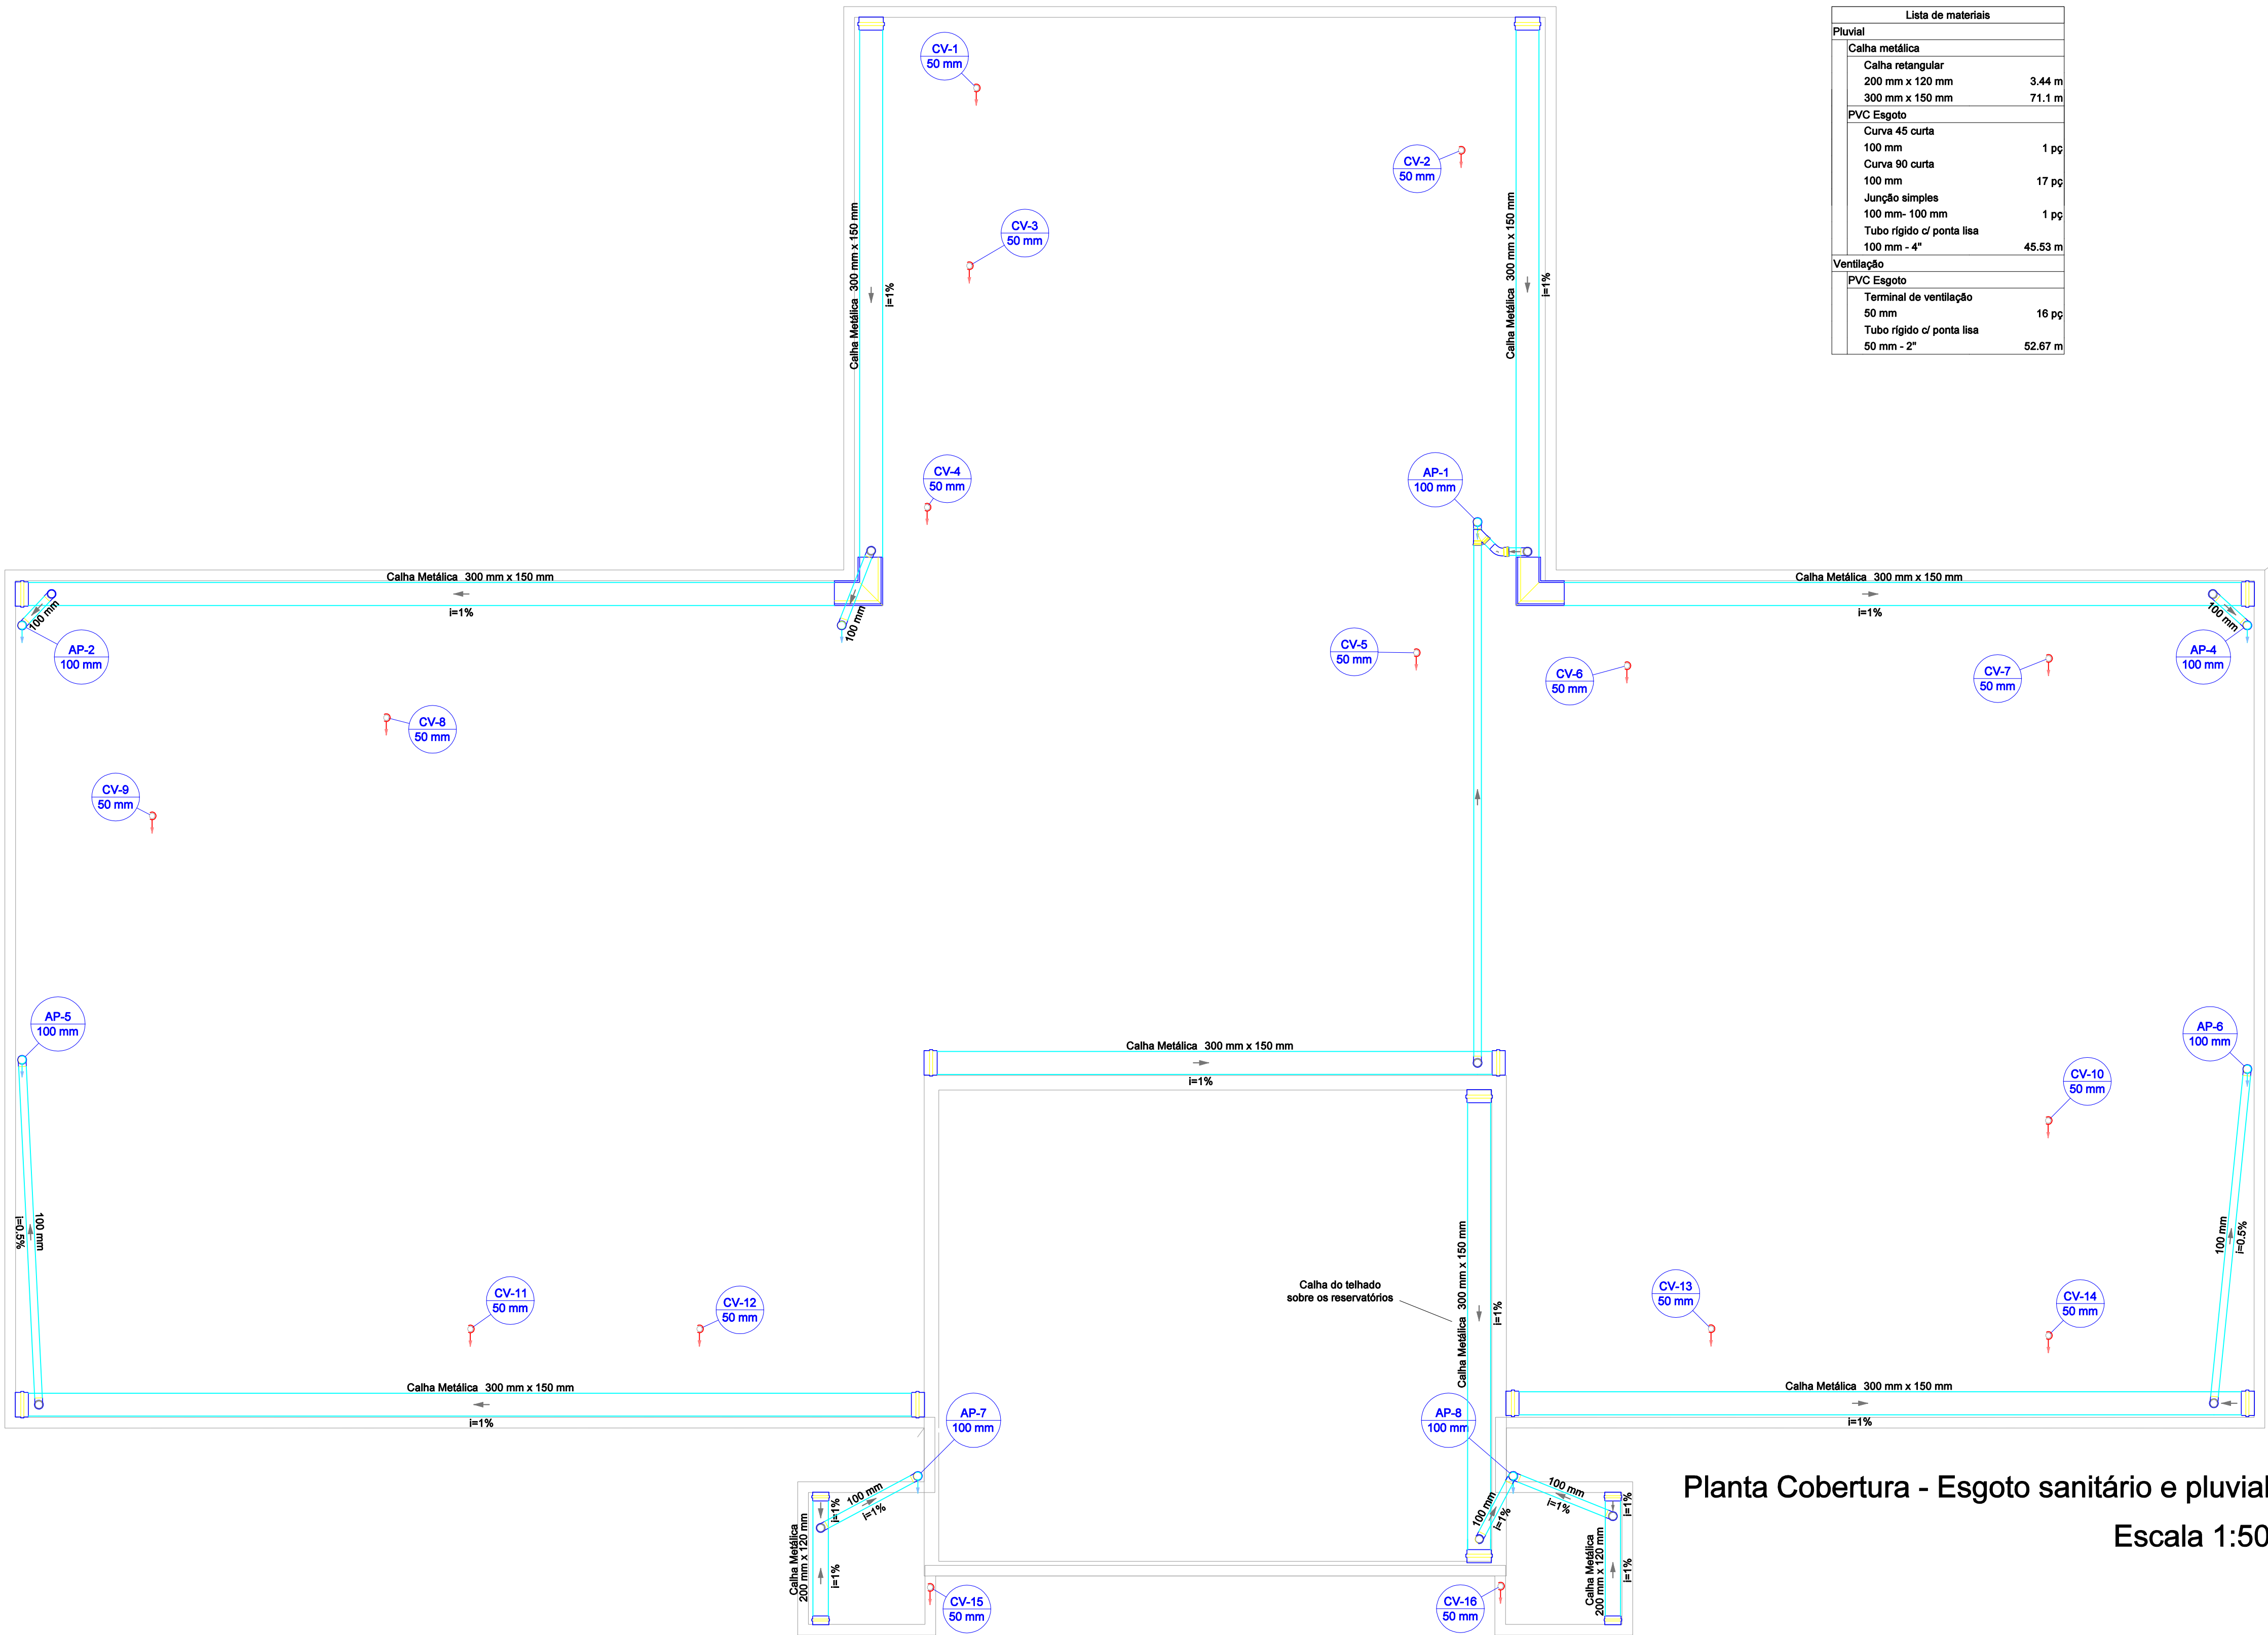 Lista de materiais
Pluvial
Calha metálica
Calha retangular
200 mm x 120 mm 3.44 m
300 mm x 150 mm 71.1 m
PVC Esgoto
Curva 45 curta
100 mm 1 pç
Curva 90 curta
100 mm 17 pç
Junção simples
100 mm- 100 mm 1 pç
Tubo rígido c/ ponta lisa
100 mm - 4" 45.53 m
Ventilação
PVC Esgoto
Terminal de ventilação
50 mm 16 pç
Tubo rígido c/ ponta lisa
50 mm - 2" 52.67 m
CV-1
50 mm
CV-2
50 mm
CV-3
50 mm
Calha Metálica 300 mm x 150 mm
i=1%
Calha Metálica 300 mm x 150 mm
i=1%
CV-4
50 mm
AP-1
100 mm
Calha Metálica 300 mm x 150 mm
i=1%
Calha Metálica 300 mm x 150 mm
i=1%
100 mm
100 mm
100 mm
AP-2
100 mm
CV-5
50 mm
CV-6
50 mm
CV-7
50 mm
AP-4
100 mm
CV-8
50 mm
CV-9
50 mm
AP-5
100 mm
AP-6
100 mm
Calha Metálica 300 mm x 150 mm
i=1%
CV-10
50 mm
100 mm
i=0.5%
100 mm
i=0.5%
CV-11
50 mm
CV-12
50 mm
Calha do telhado
sobre os reservatórios
Calha Metálica 300 mm x 150 mm
i=1%
CV-13
50 mm
CV-14
50 mm
Calha Metálica 300 mm x 150 mm
i=1%
Calha Metálica 300 mm x 150 mm
i=1%
AP-7
100 mm
AP-8
100 mm
100 mm
i=1%
i=1%
Calha Metálica
200 mm x 120 mm
i=1%
100 mm
i=1%
100 mm
i=1%
i=1%
Calha Metálica
200 mm x 120 mm
i=1%
CV-15
50 mm
CV-16
50 mm
Planta Cobertura - Esgoto sanitário e pluvial
Escala 1:50